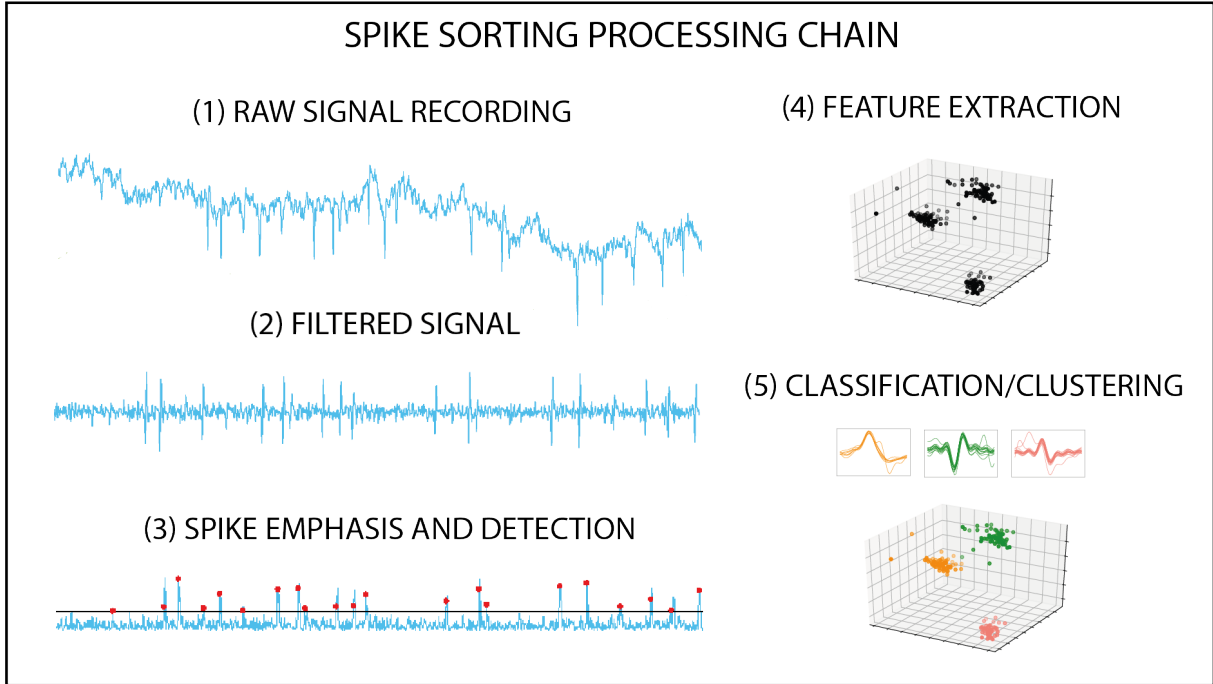 SPIKE SORTING PROCESSING CHAIN
(1) RAW SIGNAL RECORDING
(2) FILTERED SIGNAL
(3) SPIKE EMPHASIS AND DETECTION
(4) FEATURE EXTRACTION
(5) CLASSIFICATION/CLUSTERING